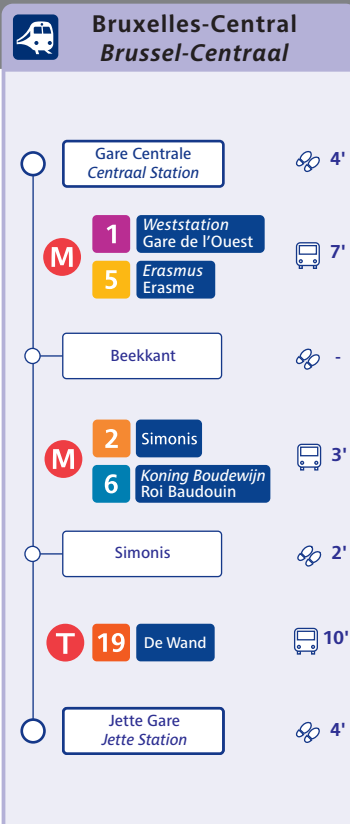 Bruxelles-Central
Brussel-Centraal
Gare Centrale
Centraal Station
4'
M
1
Weststation
Gare de l'Ouest
5
Erasmus
Erasme
7'
Beekkant
-
M
2
Simonis
6
Koning Boudewijn
Roi Baudouin
3'
Simonis
2'
T
19
De Wand
10'
Jette Gare
Jette Station
4'